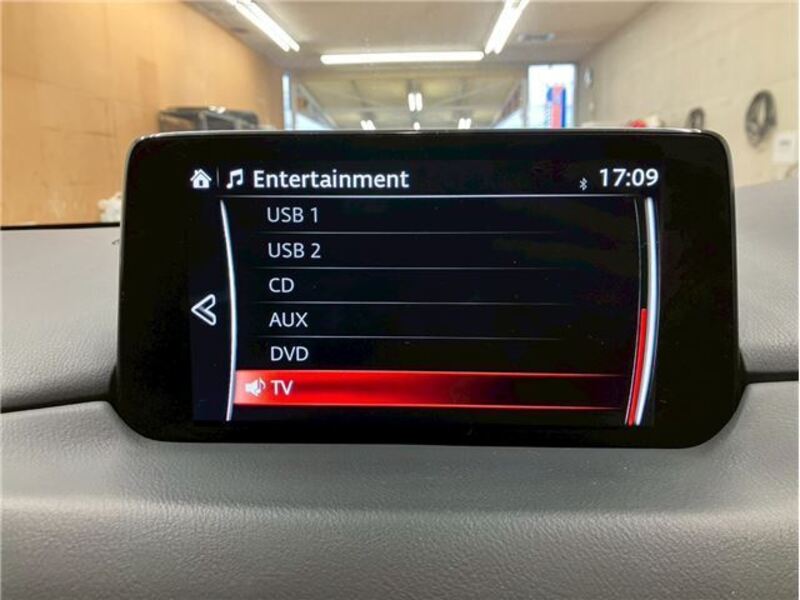 Entertainment 17:09
USB 1
USB 2
CD
AUX
DVD
TV